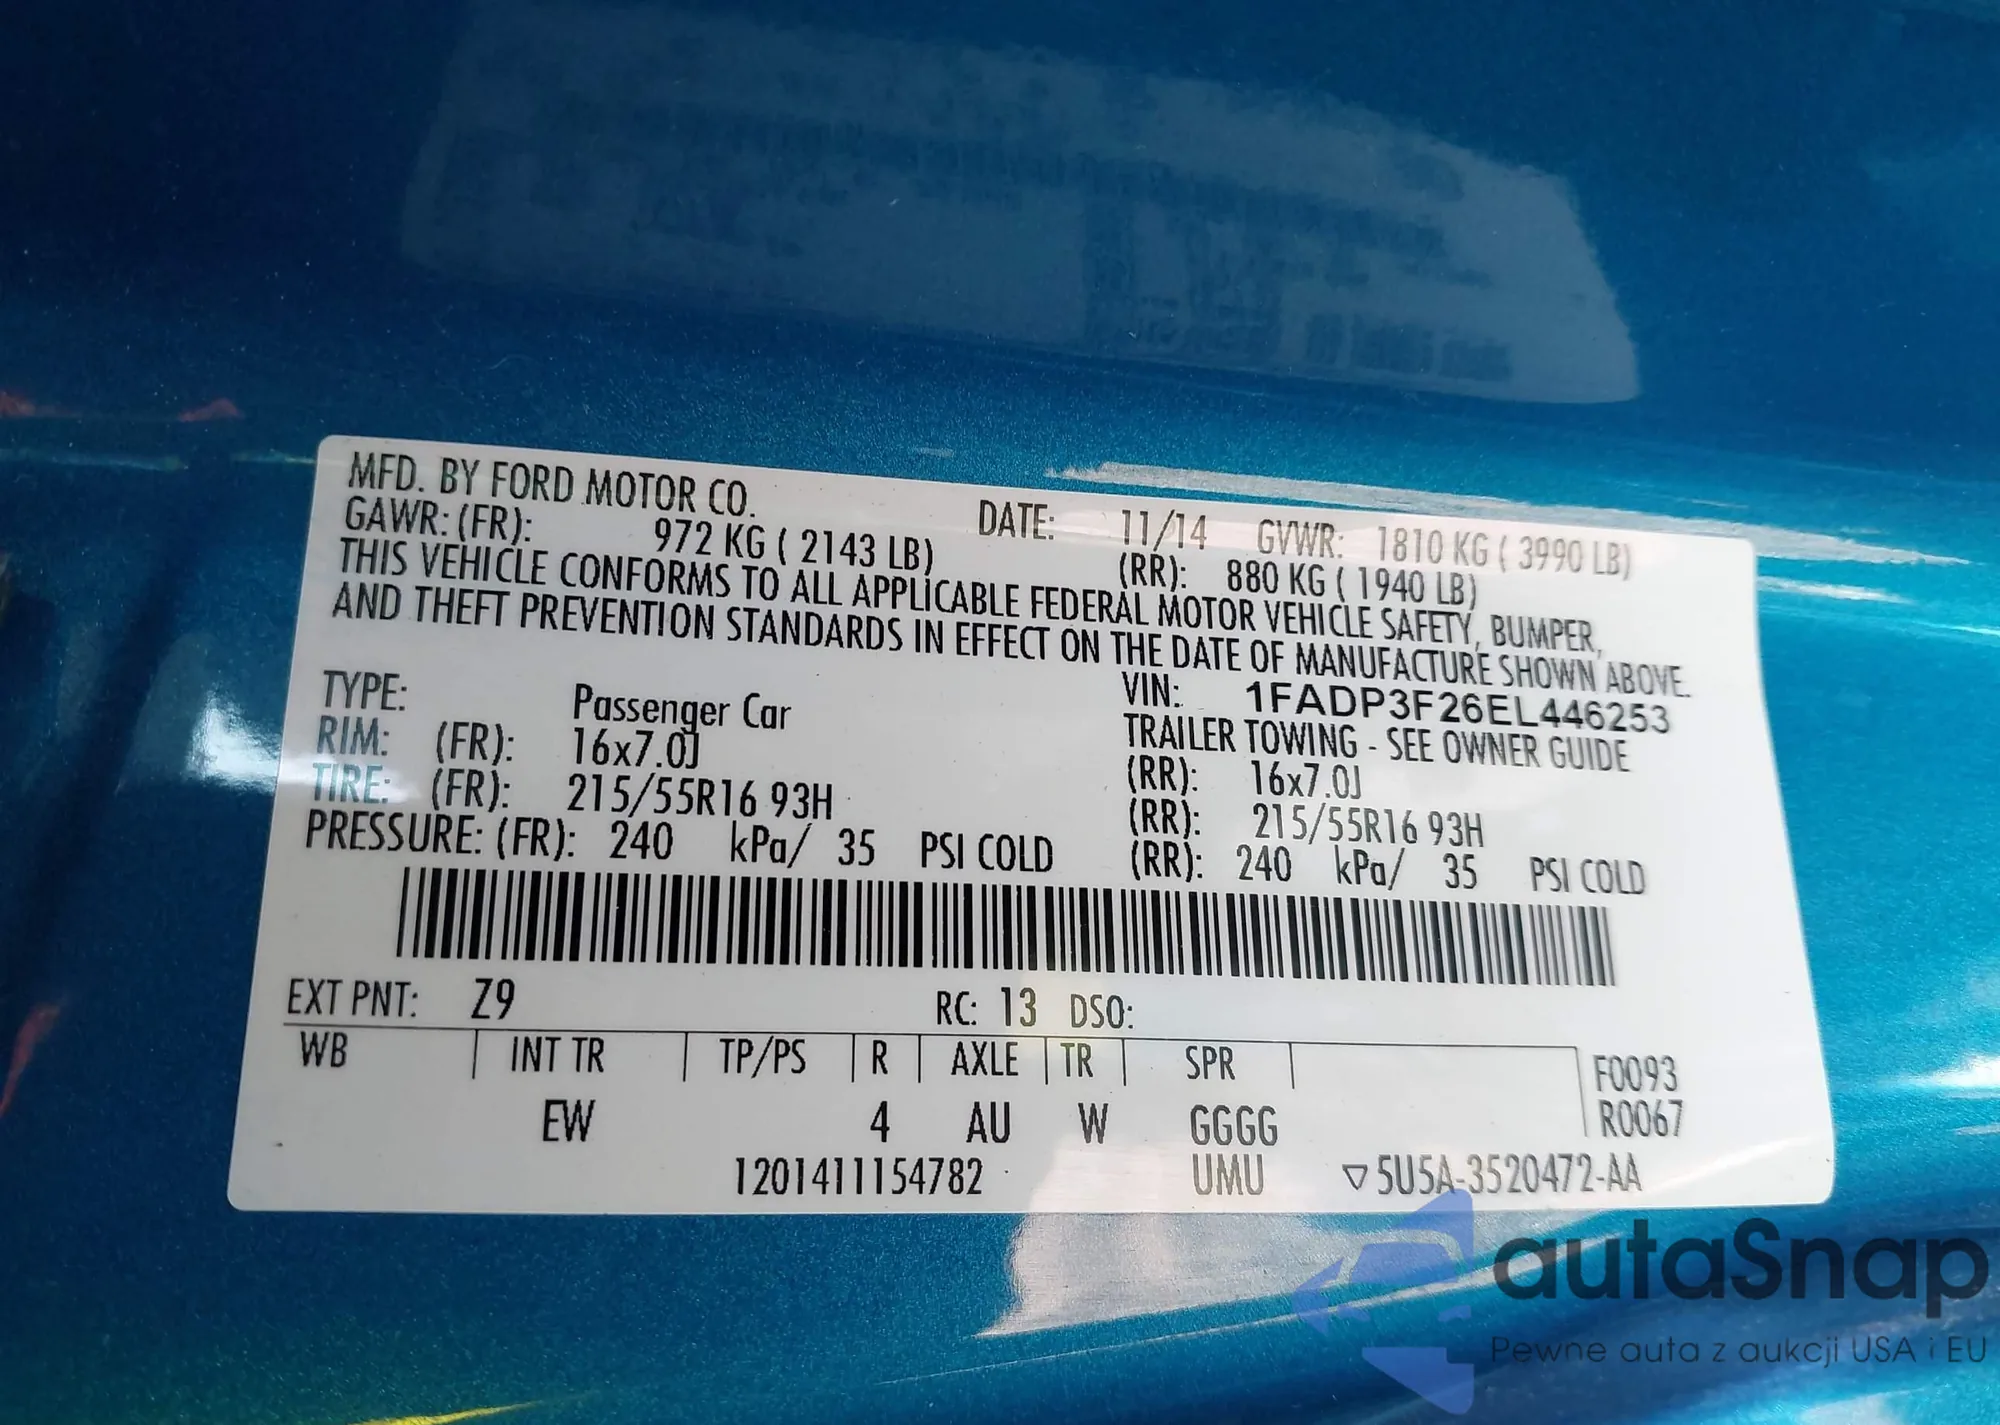 MFD. BY FORD MOTOR CO. DATE: 11/14 GVWR: 1810 KG ( 3990 LB)
GAWR: (FR): 972 KG ( 2143 LB) (RR): 880 KG ( 1940 LB)
THIS VEHICLE CONFORMS TO ALL APPLICABLE FEDERAL MOTOR VEHICLE SAFETY, BUMPER,
AND THEFT PREVENTION STANDARDS IN EFFECT ON THE DATE OF MANUFACTURE SHOWN ABOVE.
VIN: 1FADP3F26EL446253
TYPE: Passenger Car TRAILER TOWING - SEE OWNER GUIDE
RIM: (FR): 16x7.0J (RR): 16x7.0J
TIRE: (FR): 215/55R16 93H (RR): 215/55R16 93H
PRESSURE: (FR): 240 kPa/ 35 PSI COLD (RR): 240 kPa/ 35 PSI COLD
EXT PNT: Z9 RC: 13 DSO:
WB INT TR TP/PS R AXLE TR SPR F0093
EW 4 AU W GGGG R0067
1201411154782 UMU ▽5U5A-3520472-AA
autaSnap
Pewne auta z aukcji USA i EU